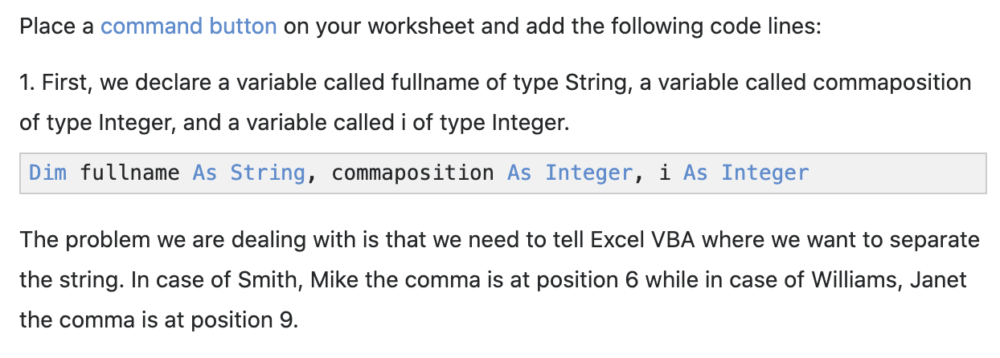 Place a command button on your worksheet and add the following code lines:
1. First, we declare a variable called fullname of type String, a variable called commaposition
of type Integer, and a variable called i of type Integer.
Dim fullname As String, commaposition As Integer, i As Integer
The problem we are dealing with is that we need to tell Excel VBA where we want to separate
the string. In case of Smith, Mike the comma is at position 6 while in case of Williams, Janet
the comma is at position 9.